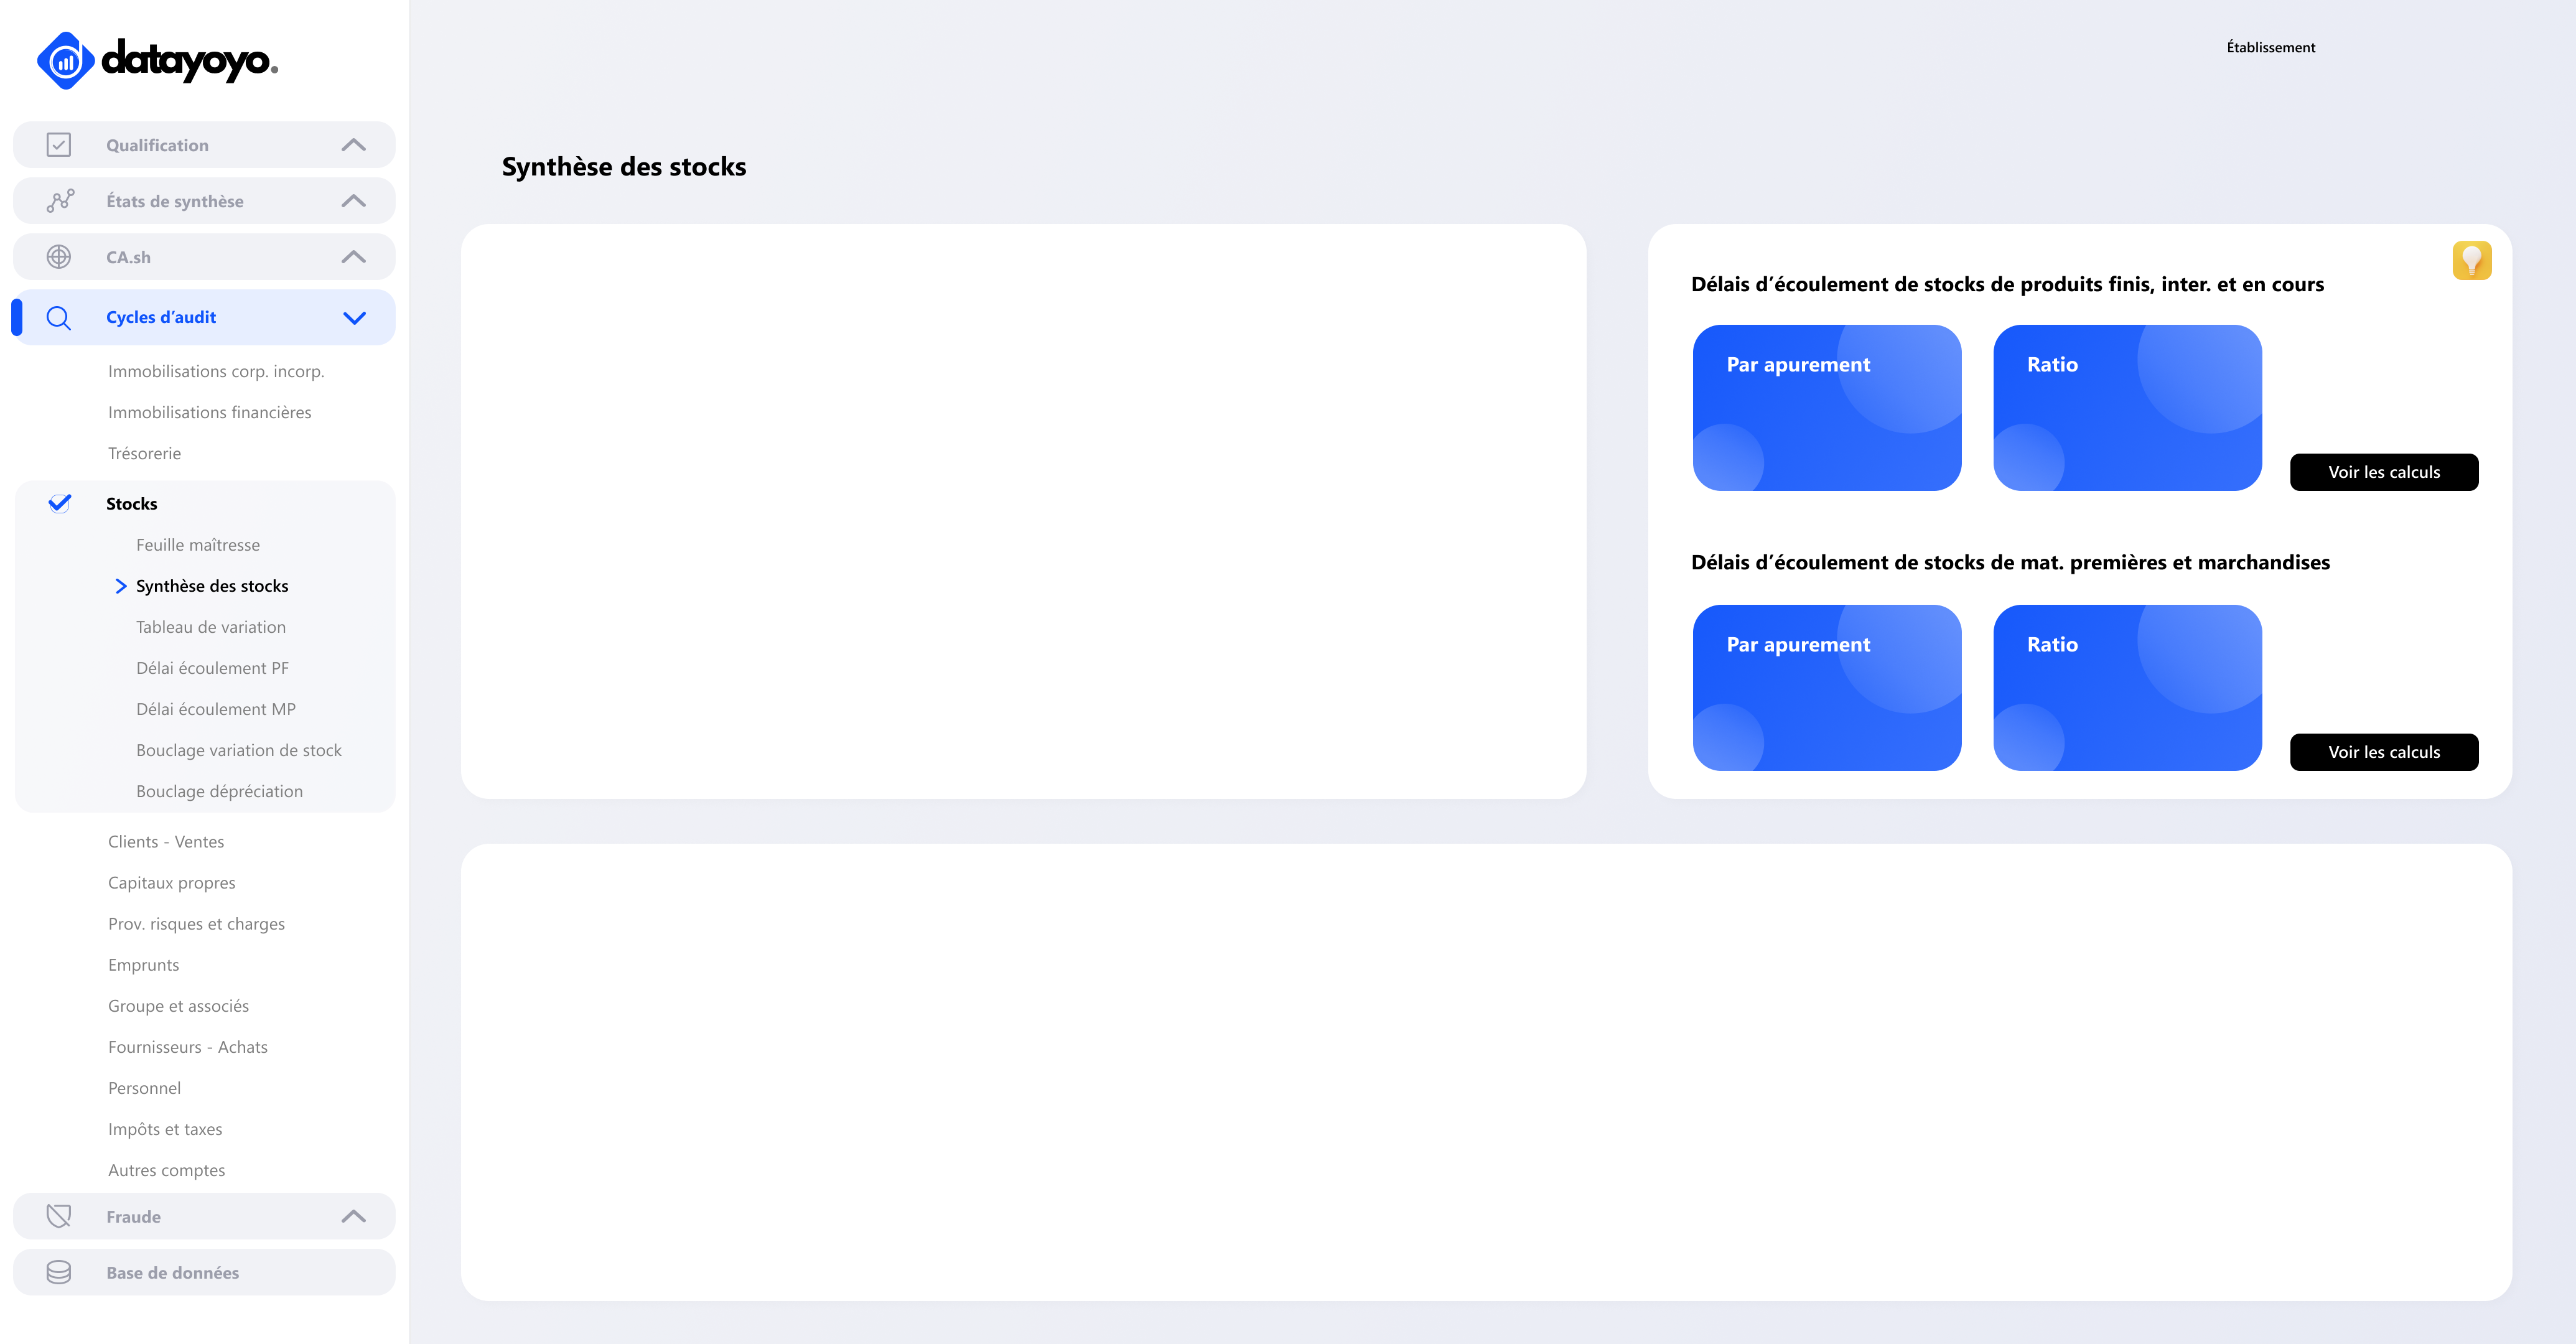 datayoyo.
Établissement
Qualification
États de synthèse
CA.sh
Cycles d’audit
Immobilisations corp. incorp.
Immobilisations financières
Trésorerie
Stocks
Feuille maîtresse
Synthèse des stocks
Tableau de variation
Délai écoulement PF
Délai écoulement MP
Bouclage variation de stock
Bouclage dépréciation
Clients - Ventes
Capitaux propres
Prov. risques et charges
Emprunts
Groupe et associés
Fournisseurs - Achats
Personnel
Impôts et taxes
Autres comptes
Fraude
Base de données
Synthèse des stocks
Délais d’écoulement de stocks de produits finis, inter. et en cours
Par apurement
Ratio
Voir les calculs
Délais d’écoulement de stocks de mat. premières et marchandises
Par apurement
Ratio
Voir les calculs